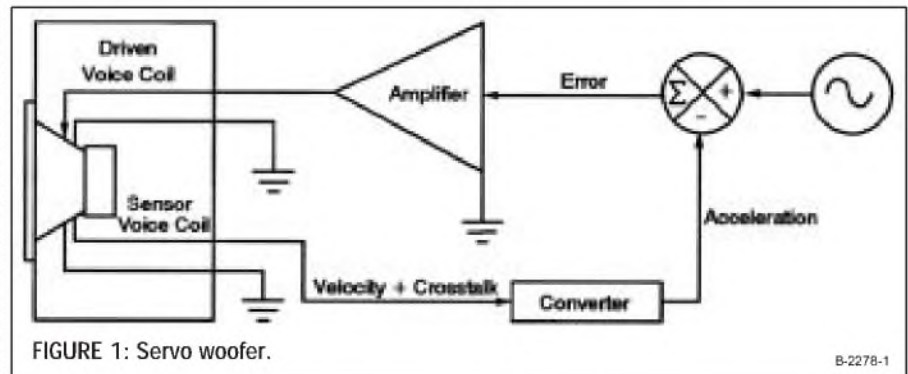 Driven
Voice Coil
Amplifier
Error
Σ
+
-
Sensor
Voice Coil
Acceleration
Velocity + Crosstalk
Converter
FIGURE 1: Servo woofer.
B-2278-1